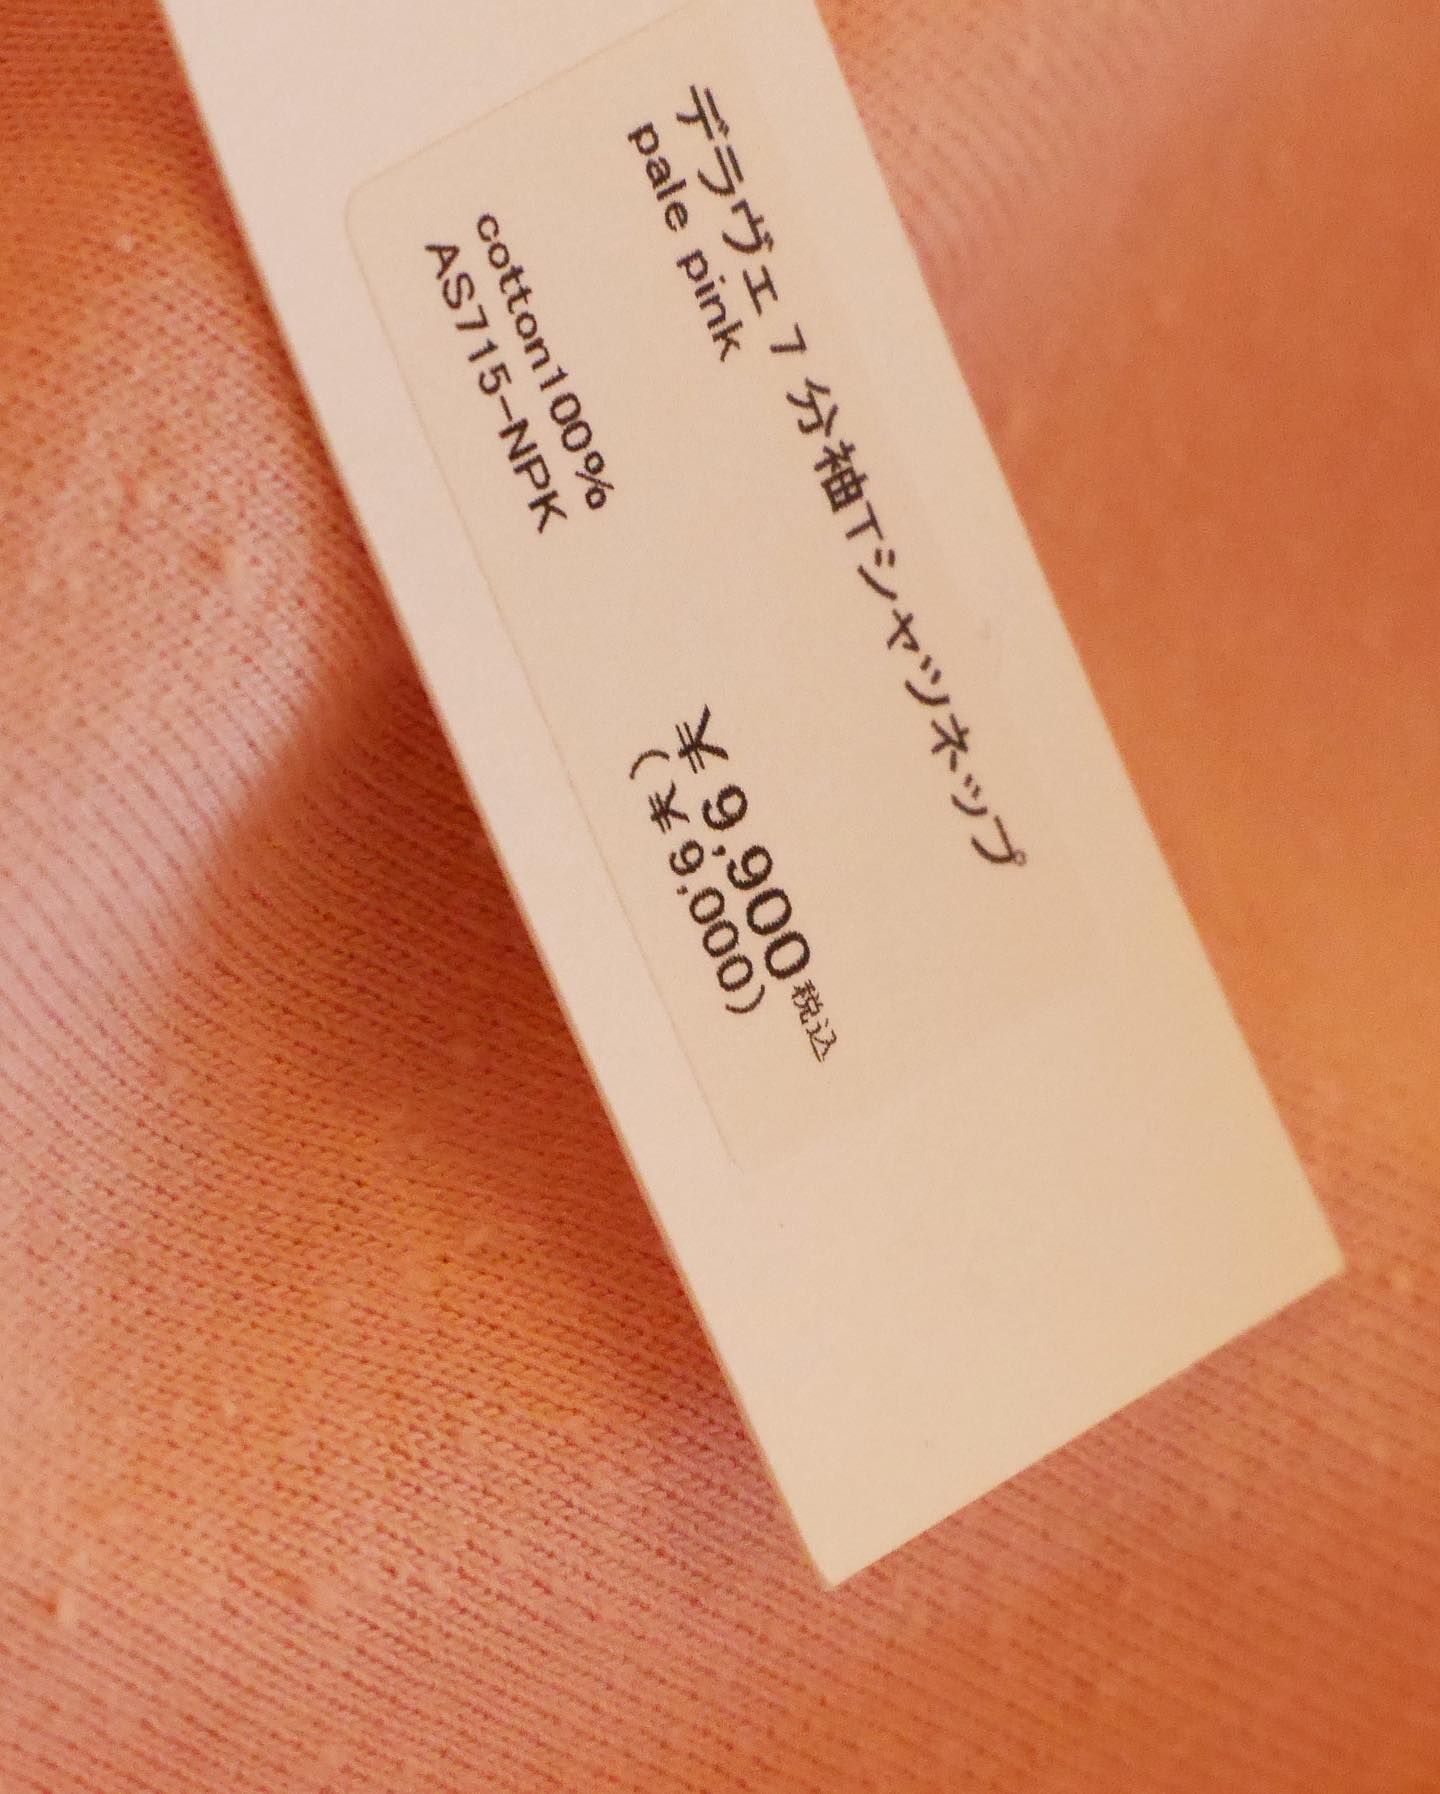 デラヴェ7分袖Tシャツネップ
pale pink
¥9,900税込
(¥9,000)
cotton100%
AS715-NPK